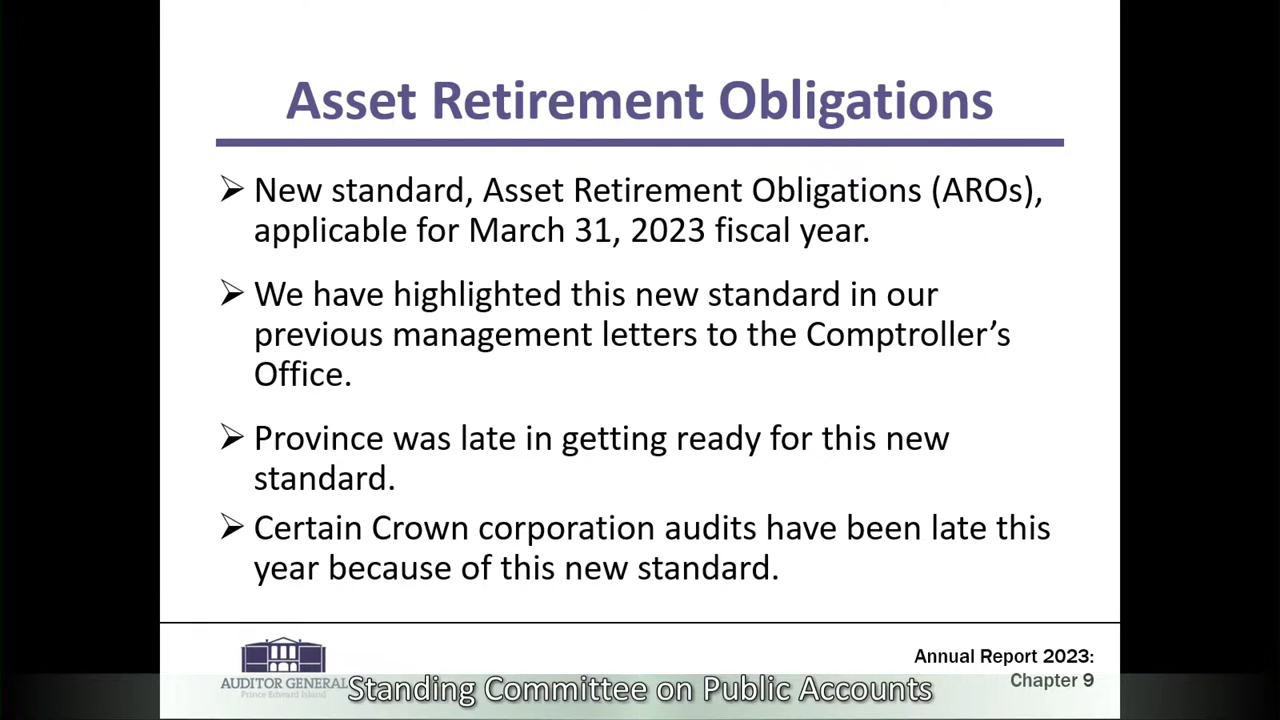 Asset Retirement Obligations
➢ New standard, Asset Retirement Obligations (AROs),
applicable for March 31, 2023 fiscal year.
➢ We have highlighted this new standard in our
previous management letters to the Comptroller’s
Office.
➢ Province was late in getting ready for this new
standard.
➢ Certain Crown corporation audits have been late this
year because of this new standard.
AUDITOR GENERAL
Prince Edward Island
Annual Report 2023:
Chapter 9
Standing Committee on Public Accounts